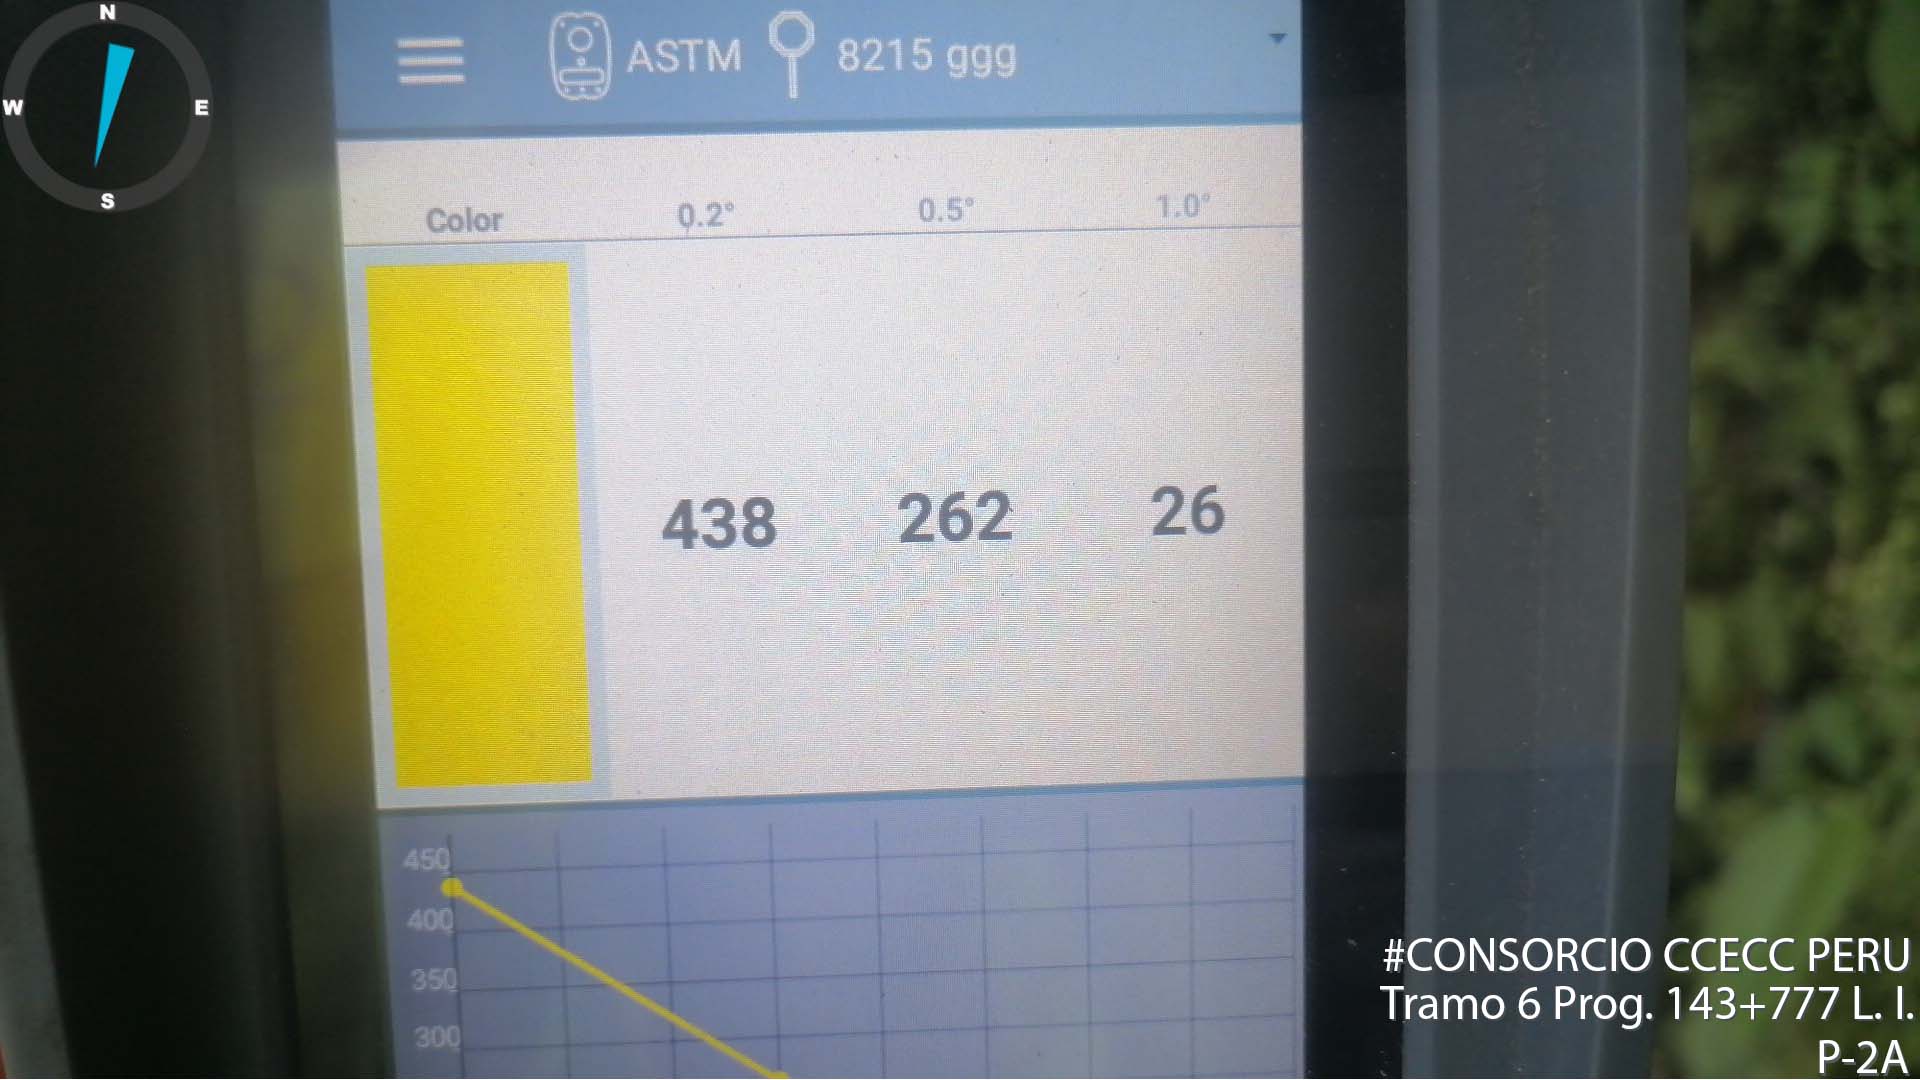 N
W E
S
ASTM 8215 ggg
Color 0.2° 0.5° 1.0°
438 262 26
450
400
350
300
#CONSORCIO CCECC PERU
Tramo 6 Prog. 143+777 L. I.
P-2A